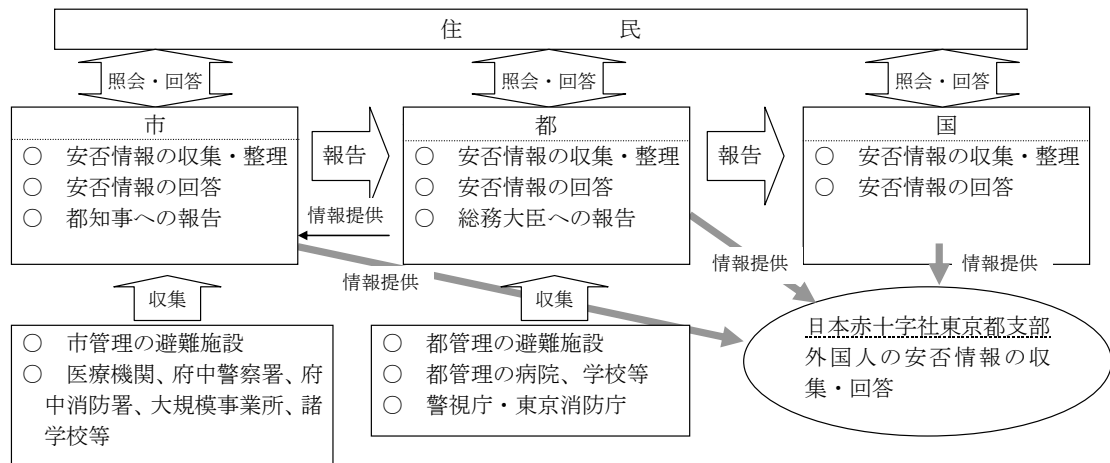 住　　　　　民
照会・回答
照会・回答
照会・回答
市
○　安否情報の収集・整理
○　安否情報の回答
○　都知事への報告
報告
都
○　安否情報の収集・整理
○　安否情報の回答
○　総務大臣への報告
報告
国
○　安否情報の収集・整理
○　安否情報の回答
情報提供
情報提供
情報提供
情報提供
収集
収集
○　市管理の避難施設
○　医療機関、府中警察署、府
中消防署、大規模事業所、諸
学校等
○　都管理の避難施設
○　都管理の病院、学校等
○　警視庁・東京消防庁
日本赤十字社東京都支部
外国人の安否情報の収
集・回答